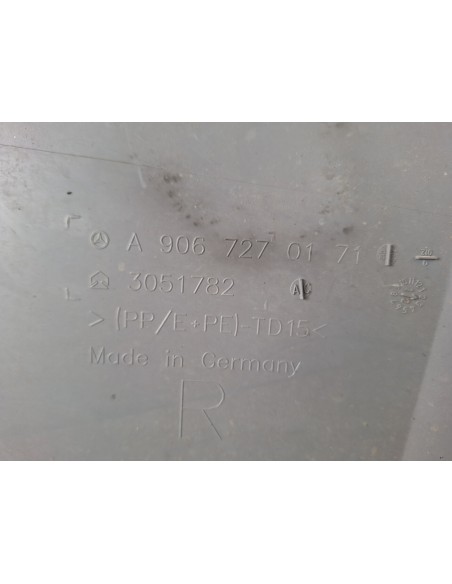 A 906 727 01 71
3051782
>(PP/E+PE)-TD15<
Made in Germany
R